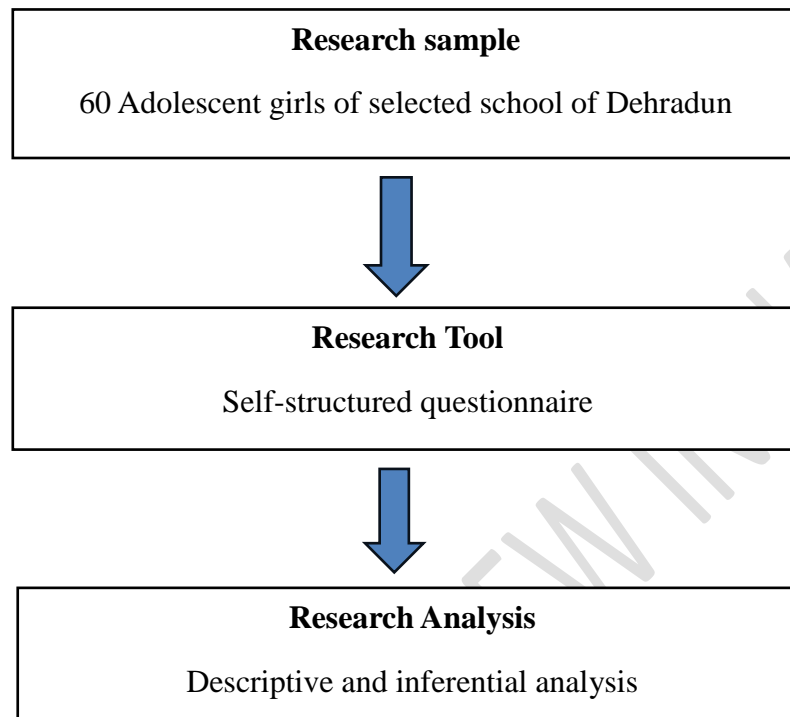 Research sample
60 Adolescent girls of selected school of Dehradun
Research Tool
Self-structured questionnaire
Research Analysis
Descriptive and inferential analysis